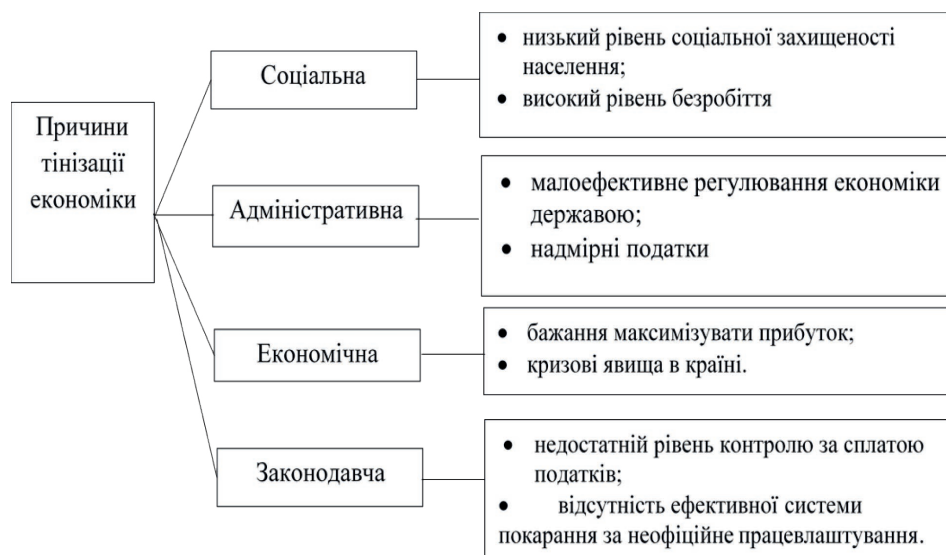 Причини
тінізації
економіки
Соціальна
• низький рівень соціальної захищеності
населення;
• високий рівень безробіття
Адміністративна
• малоефективне регулювання економіки
державою;
• надмірні податки
Економічна
• бажання максимізувати прибуток;
• кризові явища в країні.
Законодавча
• недостатній рівень контролю за сплатою
податків;
• відсутність ефективної системи
покарання за неофіційне працевлаштування.